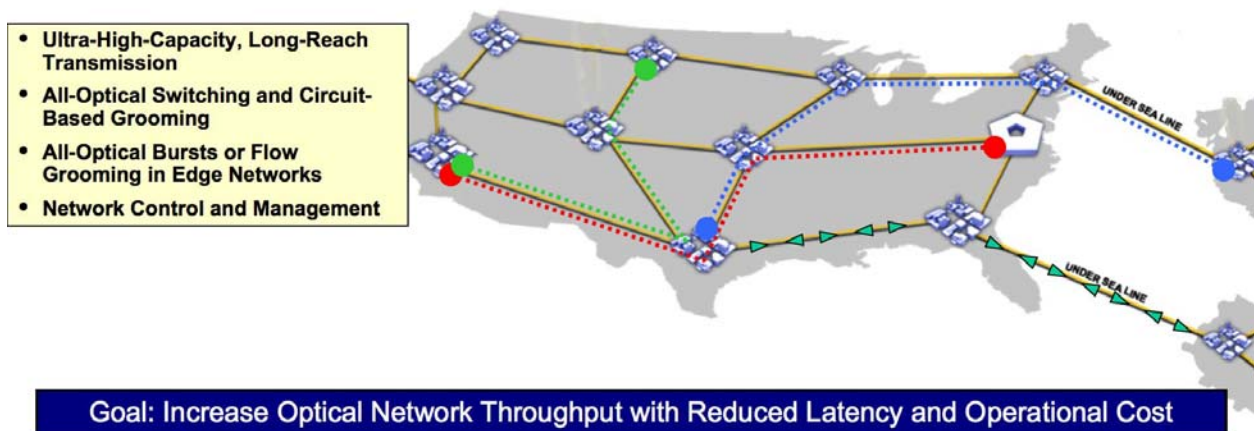 • Ultra-High-Capacity, Long-Reach
Transmission
• All-Optical Switching and Circuit-
Based Grooming
• All-Optical Bursts or Flow
Grooming in Edge Networks
• Network Control and Management
UNDER SEA LINE
UNDER SEA LINE
Goal: Increase Optical Network Throughput with Reduced Latency and Operational Cost